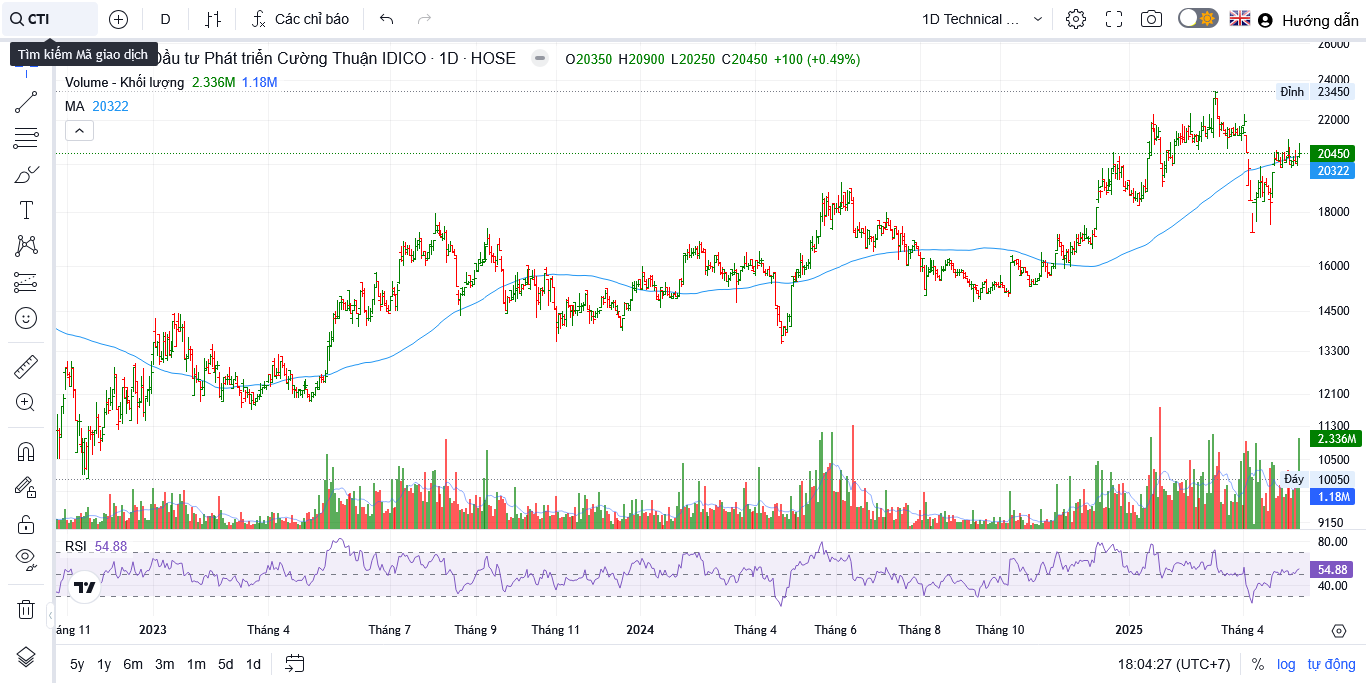 CTI D Các chỉ báo 1D Technical ... Hướng dẫn
Tìm kiếm Mã giao dịch
Đầu tư Phát triển Cường Thuận IDICO · 1D · HOSE O20350 H20900 L20250 C20450 +100 (+0.49%)
Volume - Khối lượng 2.336M 1.18M
MA 20322
26000
24000
Đỉnh 23450
22000
20450
20322
18000
16000
14500
13300
12100
11300
2.336M
10500
Đáy 10050
1.18M
9150
RSI 54.88
80.00
54.88
40.00
áng 11 2023 Tháng 4 Tháng 7 Tháng 9 Tháng 11 2024 Tháng 4 Tháng 6 Tháng 8 Tháng 10 2025 Tháng 4
5y 1y 6m 3m 1m 5d 1d 18:04:27 (UTC+7) % log tự động